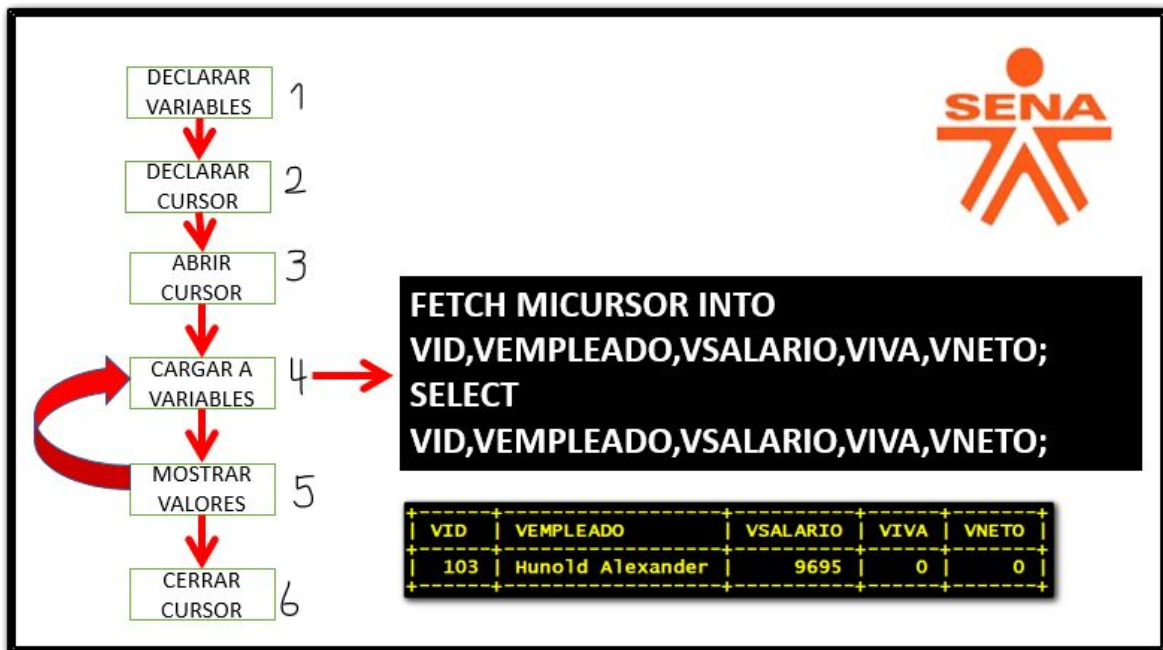 DECLARAR
VARIABLES
1
DECLARAR
CURSOR
2
ABRIR
CURSOR
3
CARGAR A
VARIABLES
4
MOSTRAR
VALORES
5
CERRAR
CURSOR
6
SENA
FETCH MICURSOR INTO
VID,VEMPLEADO,VSALARIO,VIVA,VNETO;
SELECT
VID,VEMPLEADO,VSALARIO,VIVA,VNETO;
| VID | VEMPLEADO | VSALARIO | VIVA | VNETO |
| 103 | Hunold Alexander | 9695 | 0 | 0 |